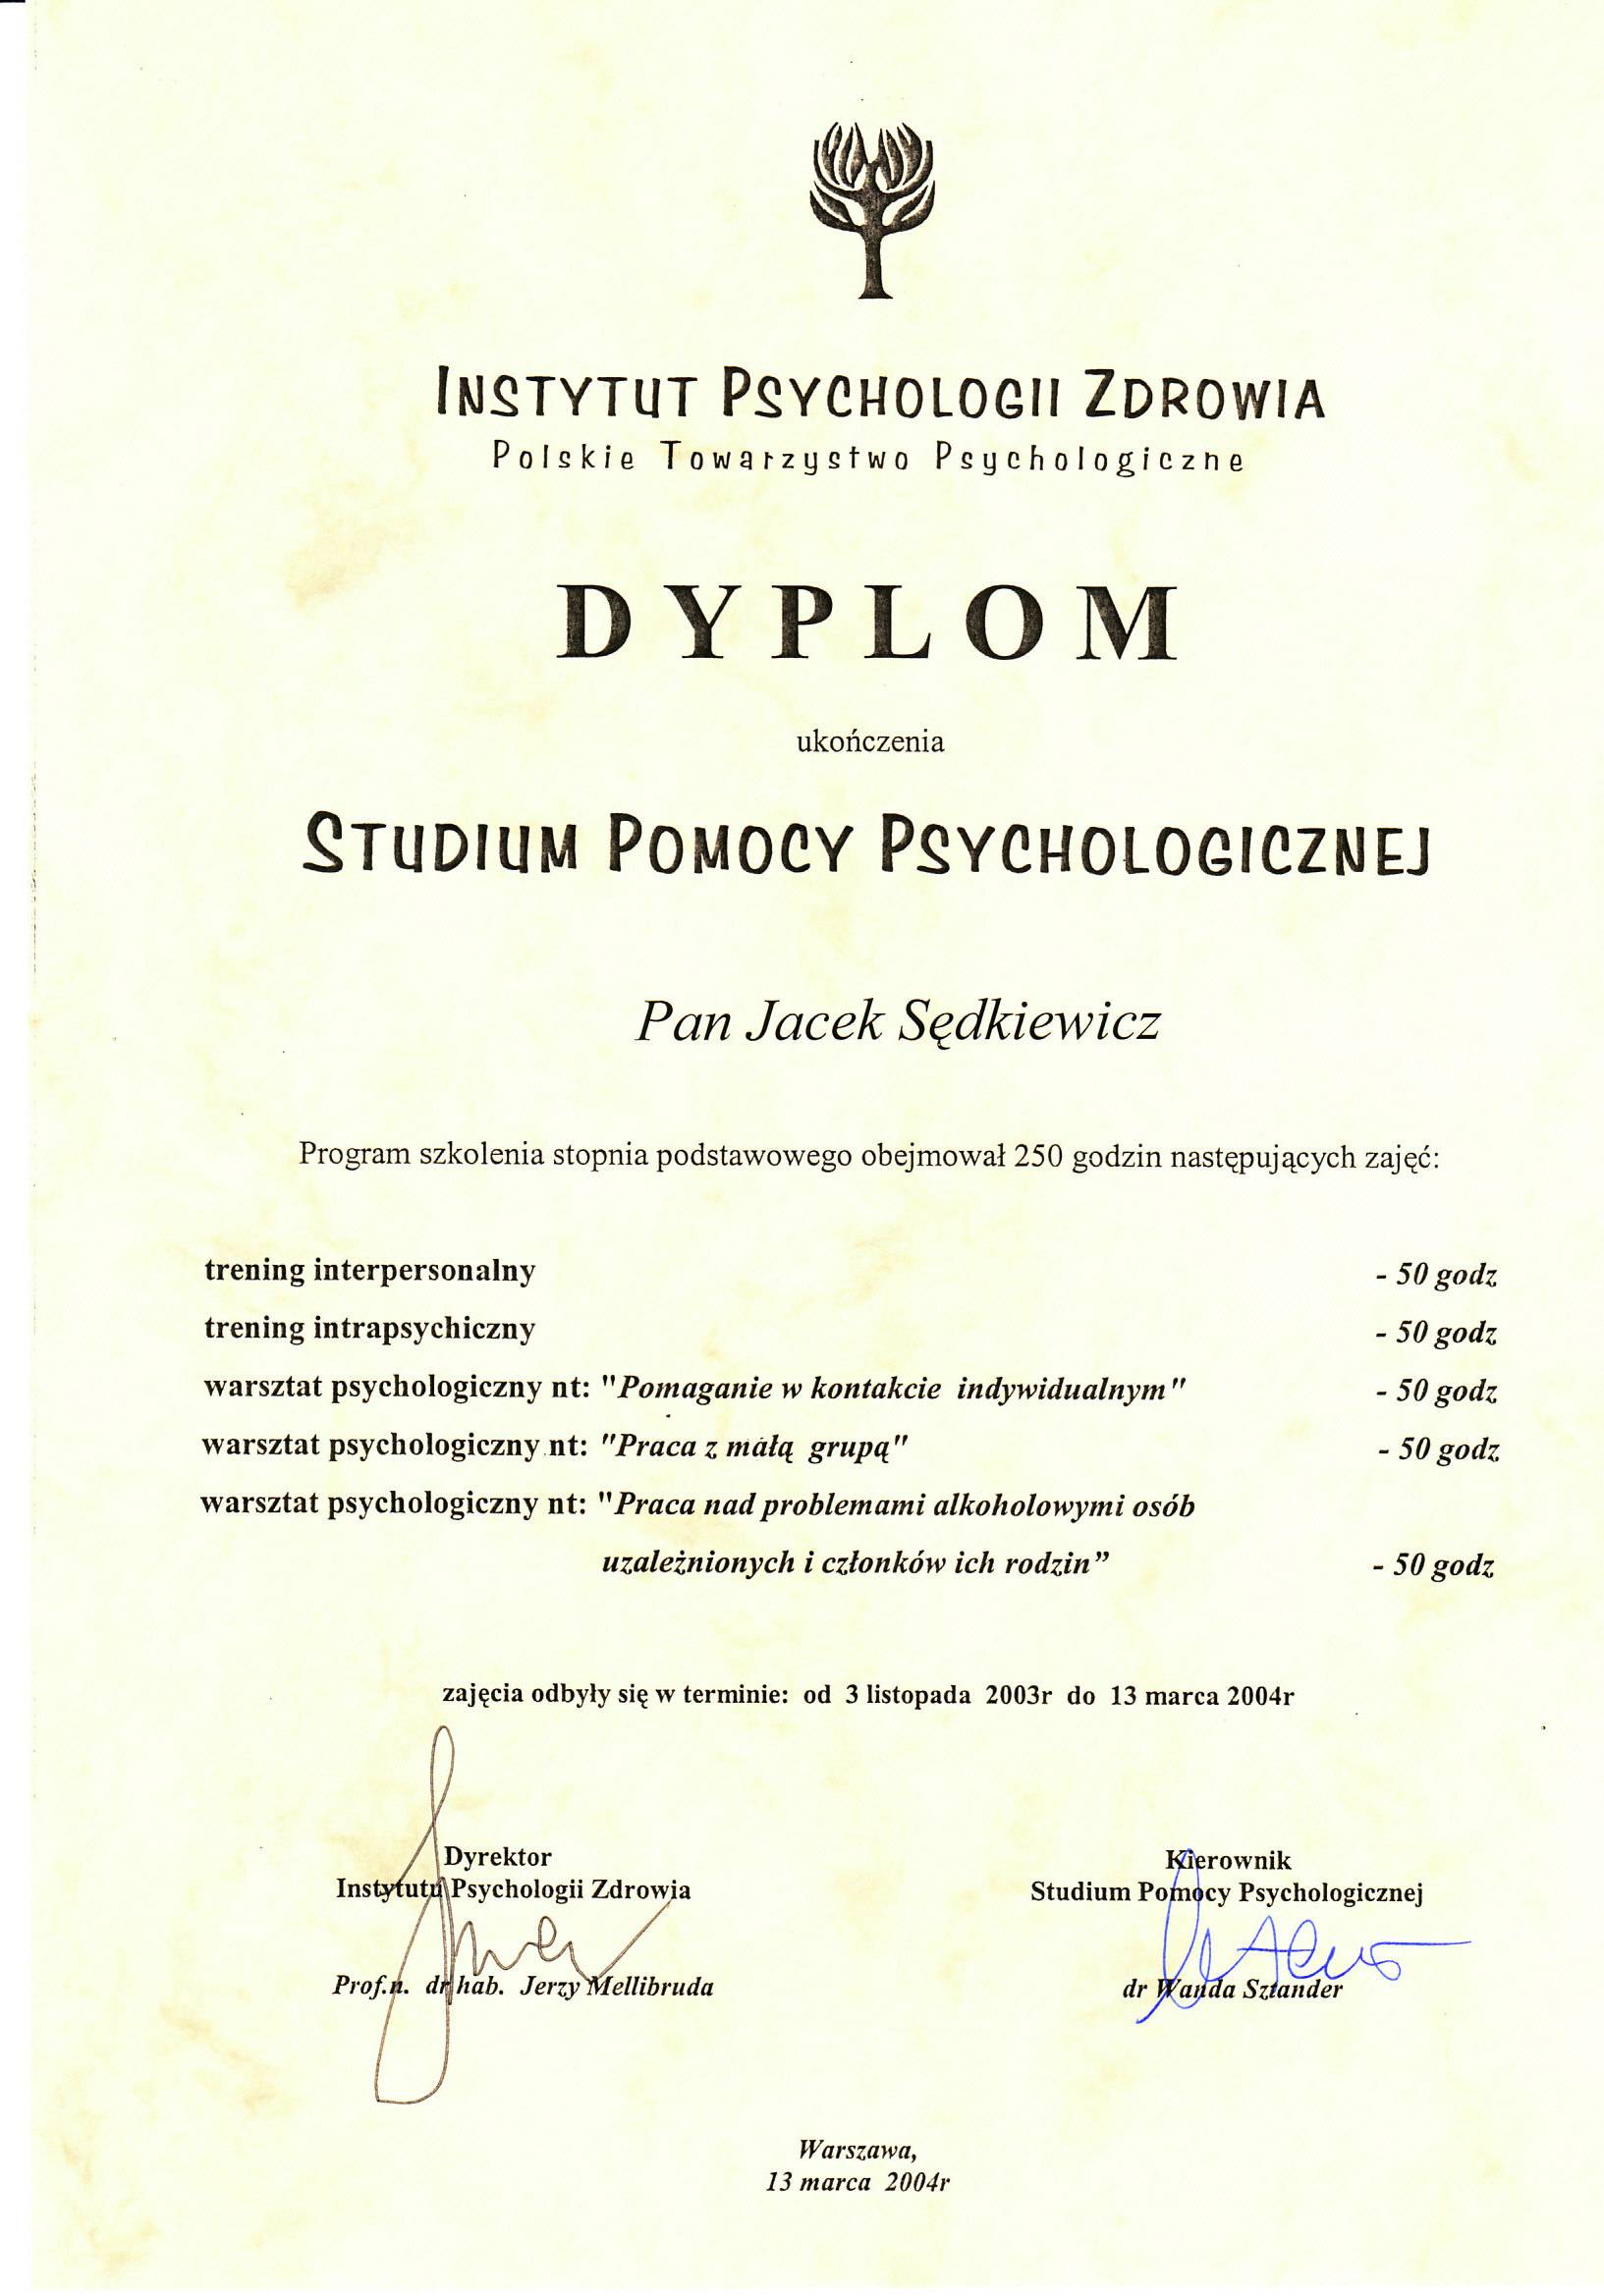 INSTYTUT PSYCHOLOGII ZDROWIA
Polskie Towarzystwo Psychologiczne
DYPLOM
ukończenia
STUDIUM POMOCY PSYCHOLOGICZNEJ
Pan Jacek Sędkiewicz
Program szkolenia stopnia podstawowego obejmował 250 godzin następujących zajęć:
trening interpersonalny - 50 godz
trening intrapsychiczny - 50 godz
warsztat psychologiczny nt: "Pomaganie w kontakcie indywidualnym" - 50 godz
warsztat psychologiczny nt: "Praca z małą grupą" - 50 godz
warsztat psychologiczny nt: "Praca nad problemami alkoholowymi osób
uzależnionych i członków ich rodzin” - 50 godz
zajęcia odbyły się w terminie: od 3 listopada 2003r do 13 marca 2004r
Dyrektor
Instytutu Psychologii Zdrowia
Prof.n. dr hab. Jerzy Mellibruda
Kierownik
Studium Pomocy Psychologicznej
dr Wanda Sztander
Warszawa,
13 marca 2004r